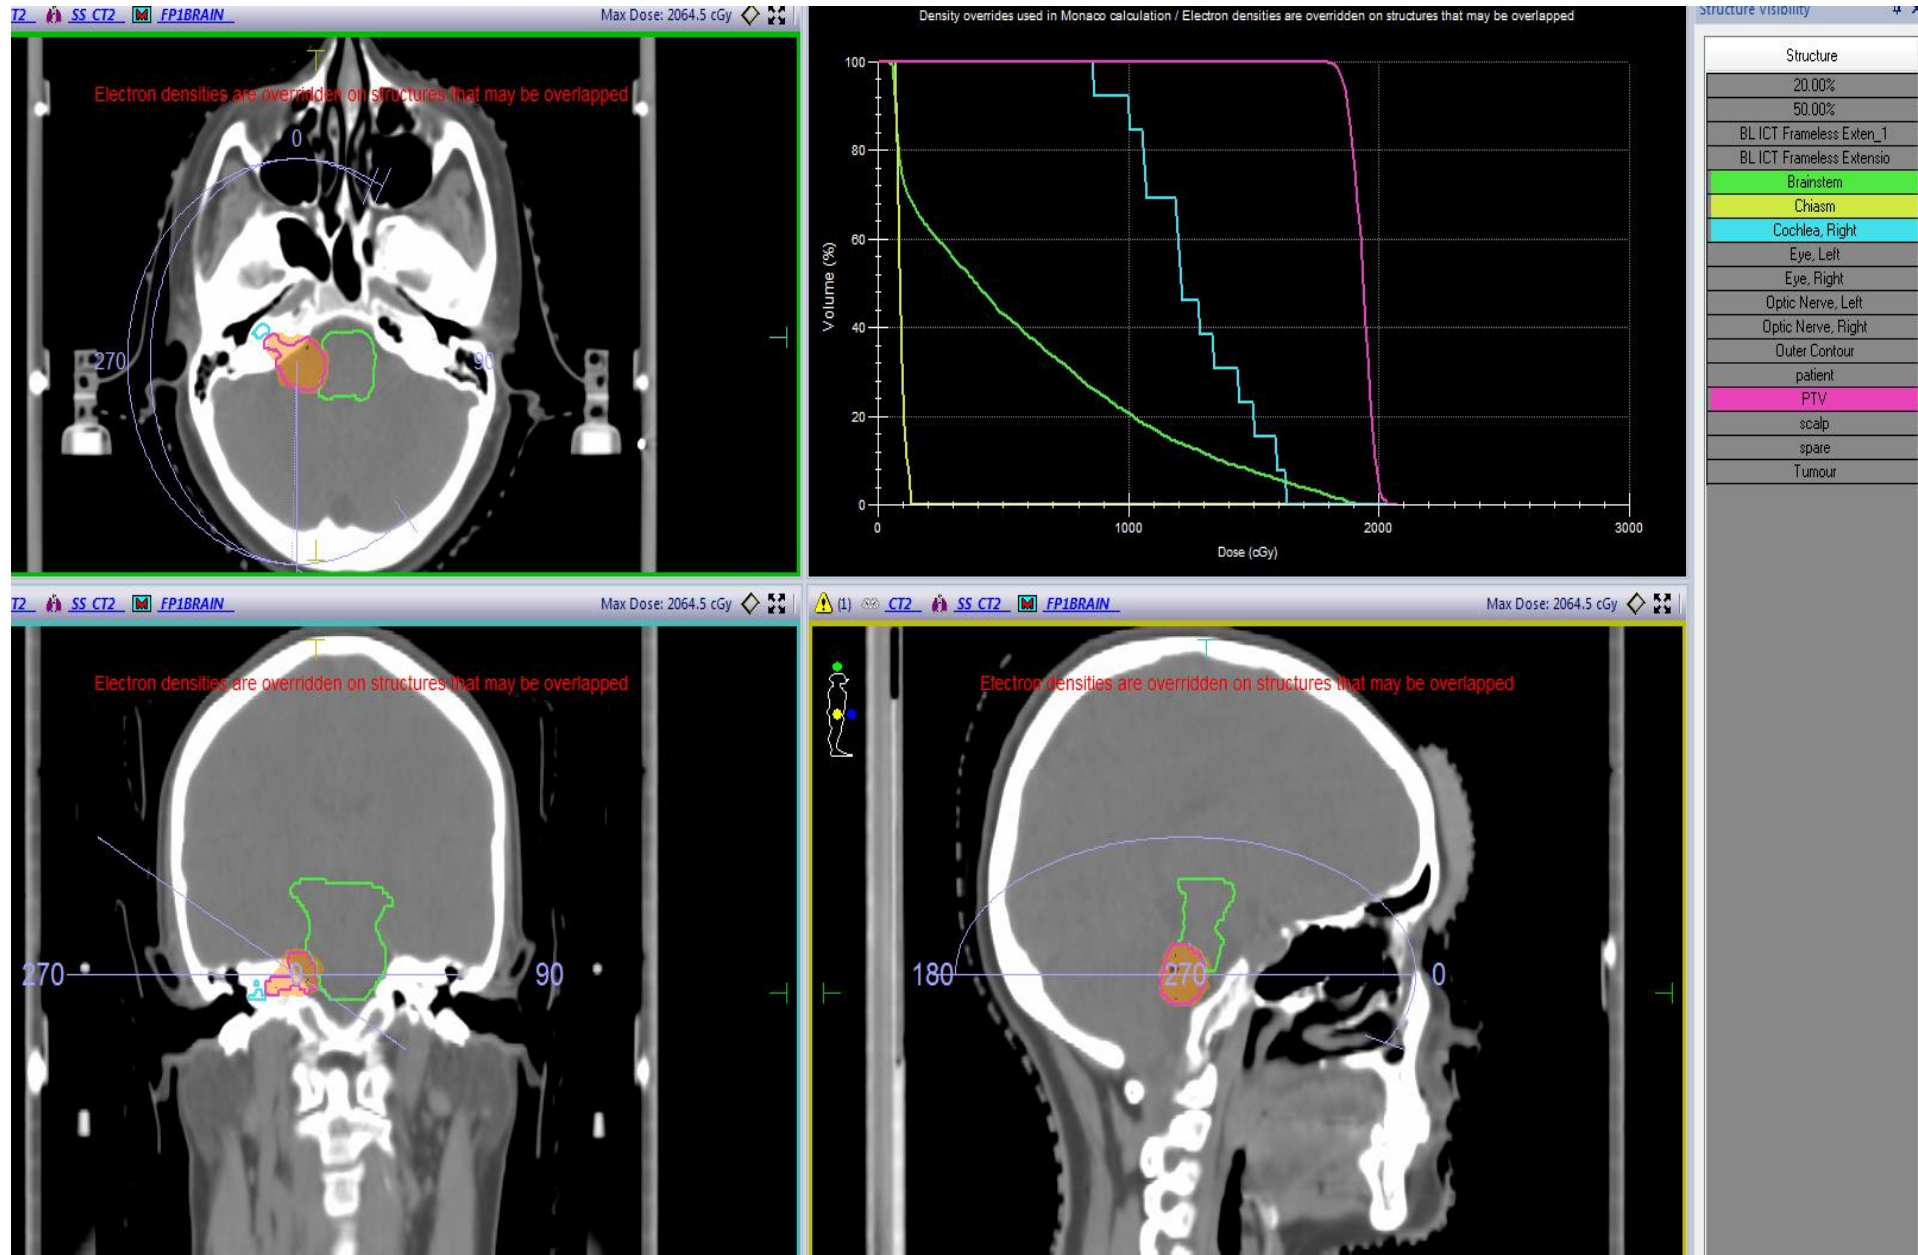 T2 SS CT2 FP1BRAIN Max Dose: 2064.5 cGy
Electron densities are overridden on structures that may be overlapped
0
270
90
Density overrides used in Monaco calculation / Electron densities are overridden on structures that may be overlapped
100
80
60
40
20
0
Volume (%)
0 1000 2000 3000
Dose (cGy)
Structure Visibility
Structure
20.00%
50.00%
BL ICT Frameless Exten_1
BL ICT Frameless Extensio
Brainstem
Chiasm
Cochlea, Right
Eye, Left
Eye, Right
Optic Nerve, Left
Optic Nerve, Right
Outer Contour
patient
PTV
scalp
spare
Tumour
T2 SS CT2 FP1BRAIN Max Dose: 2064.5 cGy
Electron densities are overridden on structures that may be overlapped
270 0 90
(1) CT2 SS CT2 FP1BRAIN Max Dose: 2064.5 cGy
Electron densities are overridden on structures that may be overlapped
180 270 0